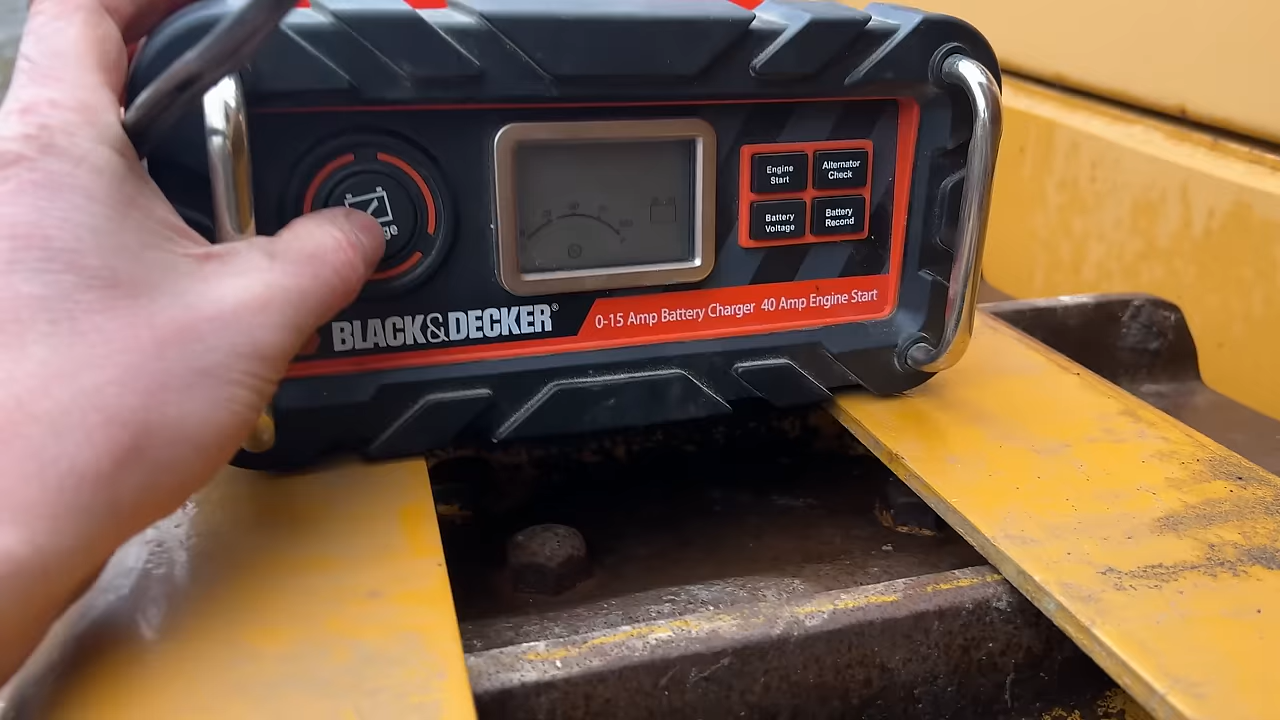 Engine
Start
Alternator
Check
Battery
Voltage
Battery
Recond
BLACK&DECKER®
0-15 Amp Battery Charger 40 Amp Engine Start